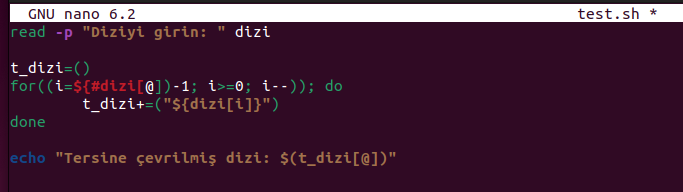 GNU nano 6.2 test.sh *
read -p "Diziyi girin: " dizi
t_dizi=()
for((i=${#dizi[@])-1; i>=0; i--)); do
t_dizi+=("${dizi[i]}")
done
echo "Tersine çevrilmiş dizi: $(t_dizi[@])"